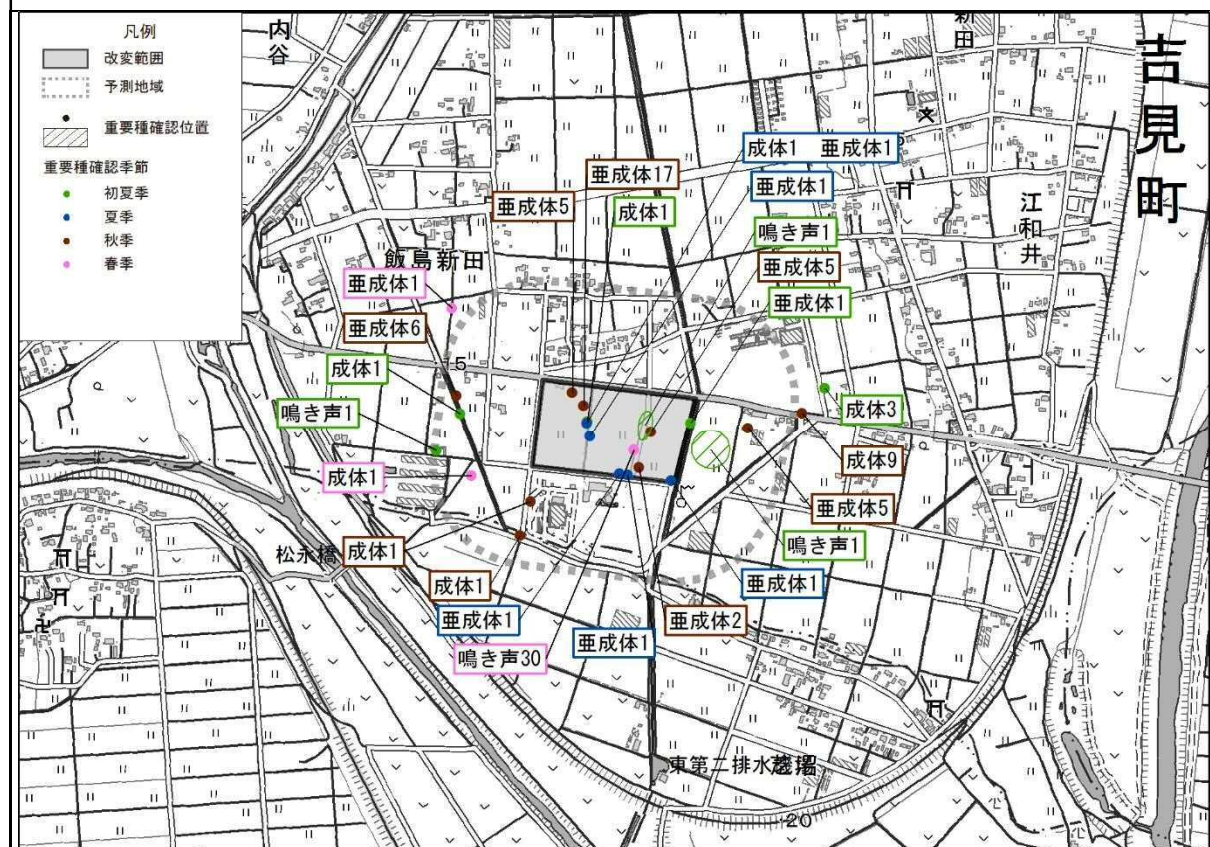 凡例
改変範囲
予測地域
重要種確認位置
重要種確認季節
初夏季
夏季
秋季
春季
内谷
新田
吉見町
江和井
飯島新田
成体1 亜成体1
亜成体17
亜成体1
亜成体5
成体1
鳴き声1
亜成体5
亜成体1
亜成体1
亜成体6
15
成体1
鳴き声1
成体3
成体9
成体1
亜成体5
鳴き声1
松永橋
成体1
成体1
亜成体1
亜成体1
亜成体2
亜成体1
鳴き声30
東第二排水
20